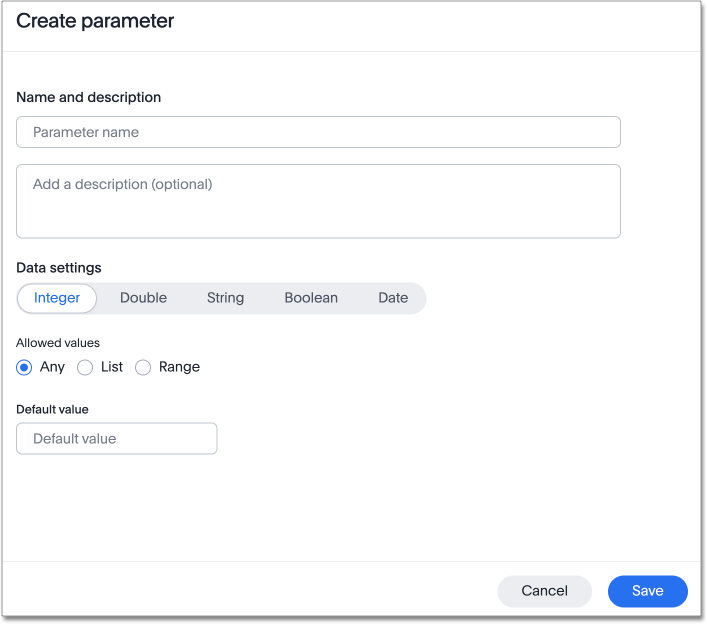 Create parameter
Name and description
Parameter name
Add a description (optional)
Data settings
Integer Double String Boolean Date
Allowed values
Any List Range
Default value
Default value
Cancel Save